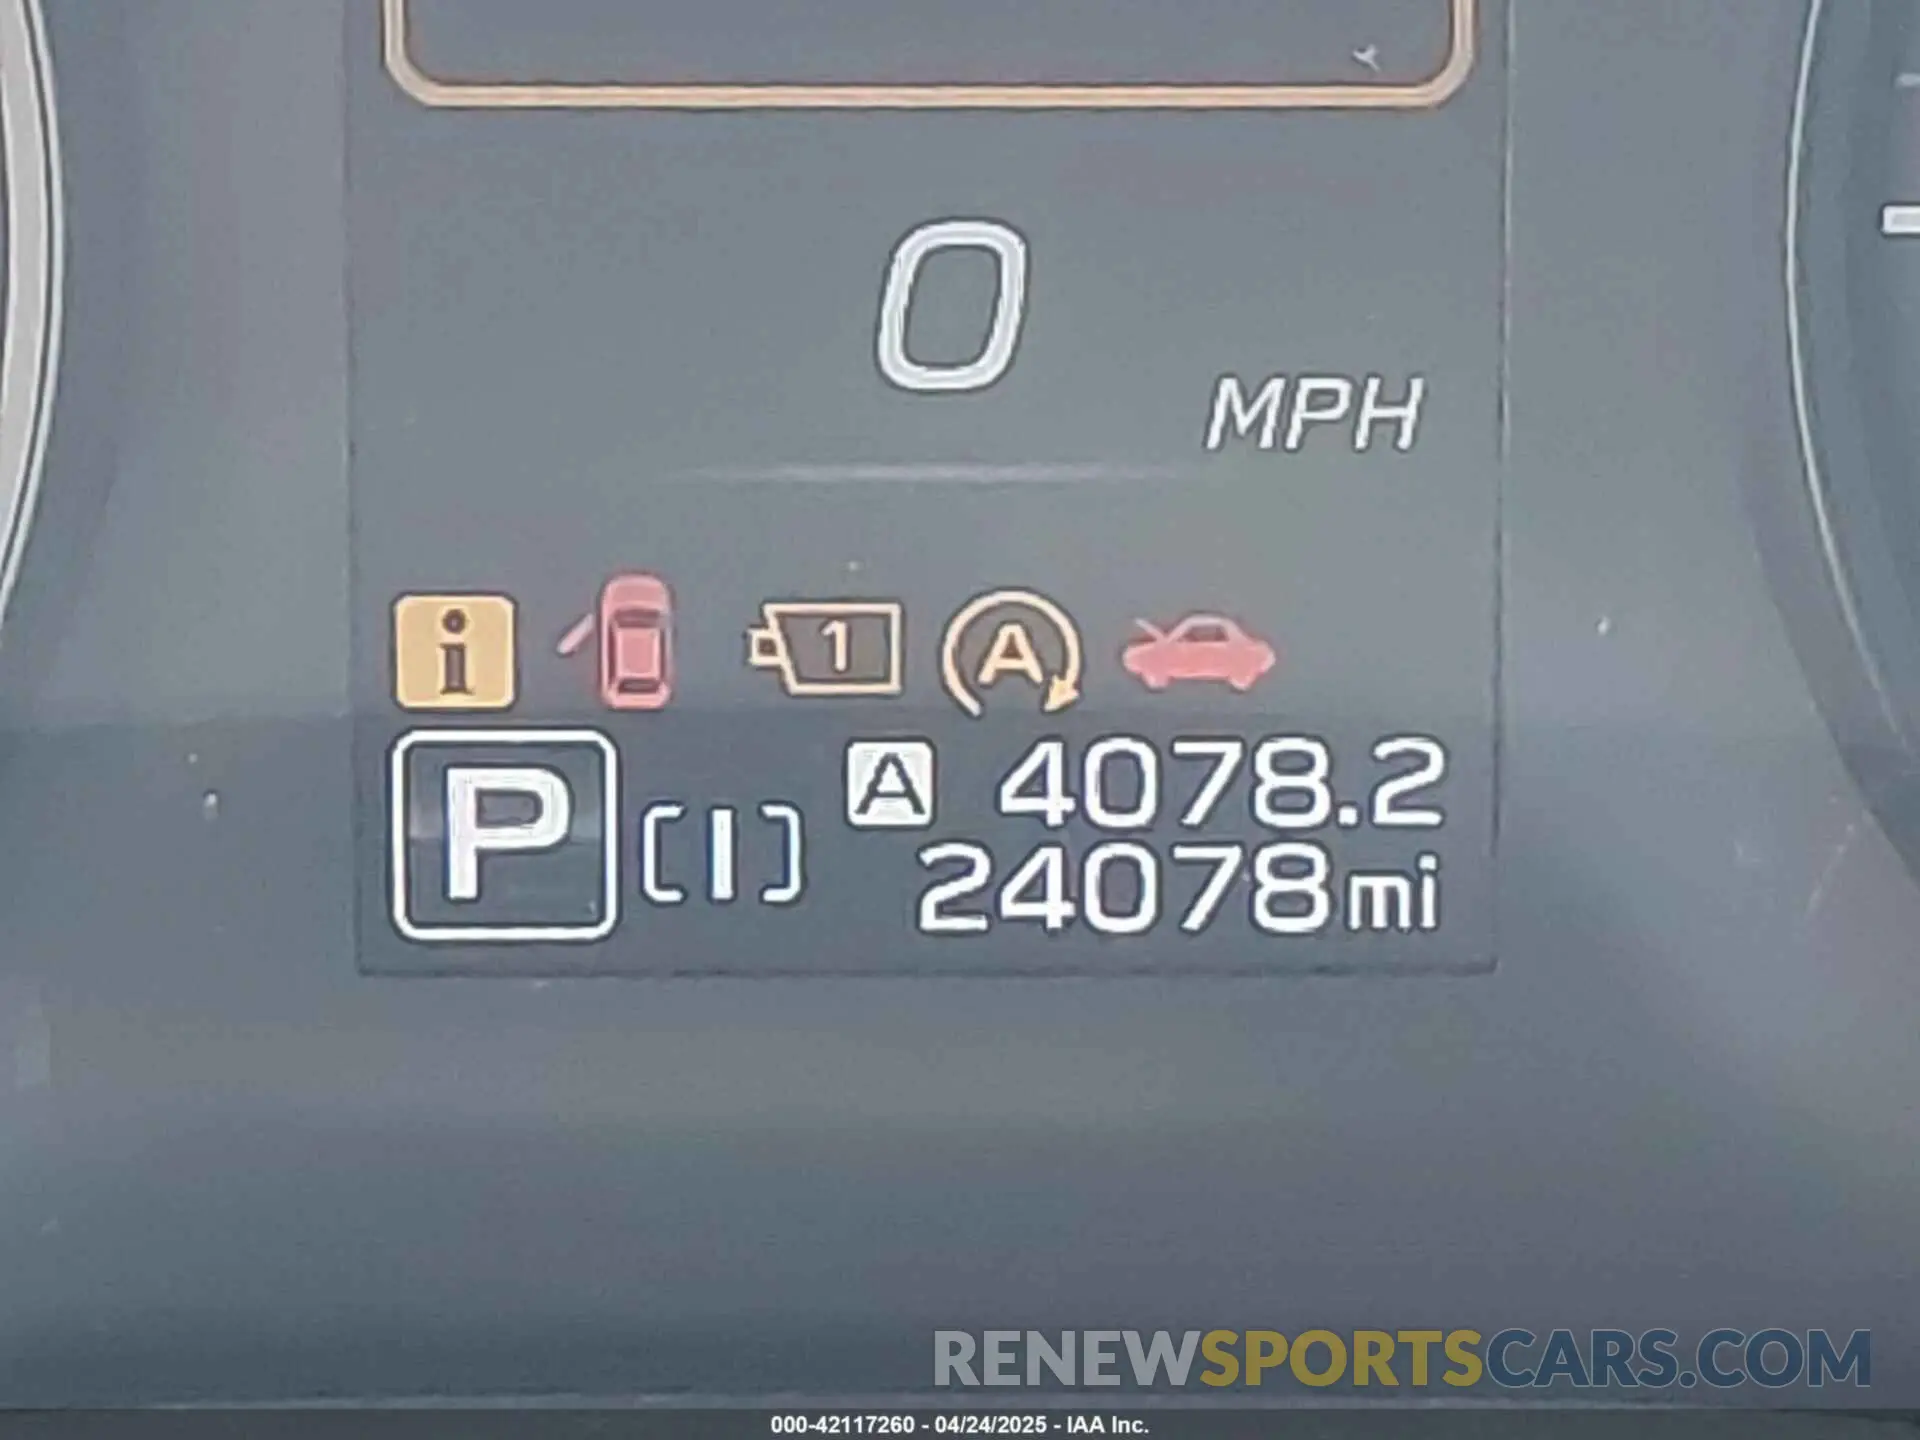 0
MPH
i 1 A
A 4078.2
P [I] 24078mi
RENEWSPORTSCARS.COM
000-42117260 - 04/24/2025 - IAA Inc.